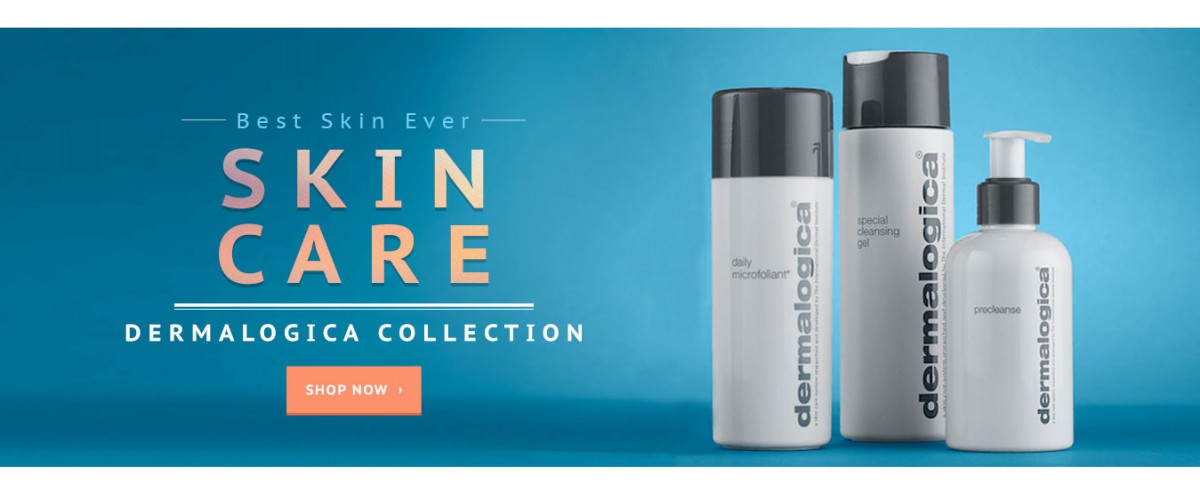 Best Skin Ever
SKIN
CARE
DERMALOGICA COLLECTION
SHOP NOW
daily
microfoliant®
dermalogica®
special
cleansing
gel
dermalogica®
precleanse
dermalogica®